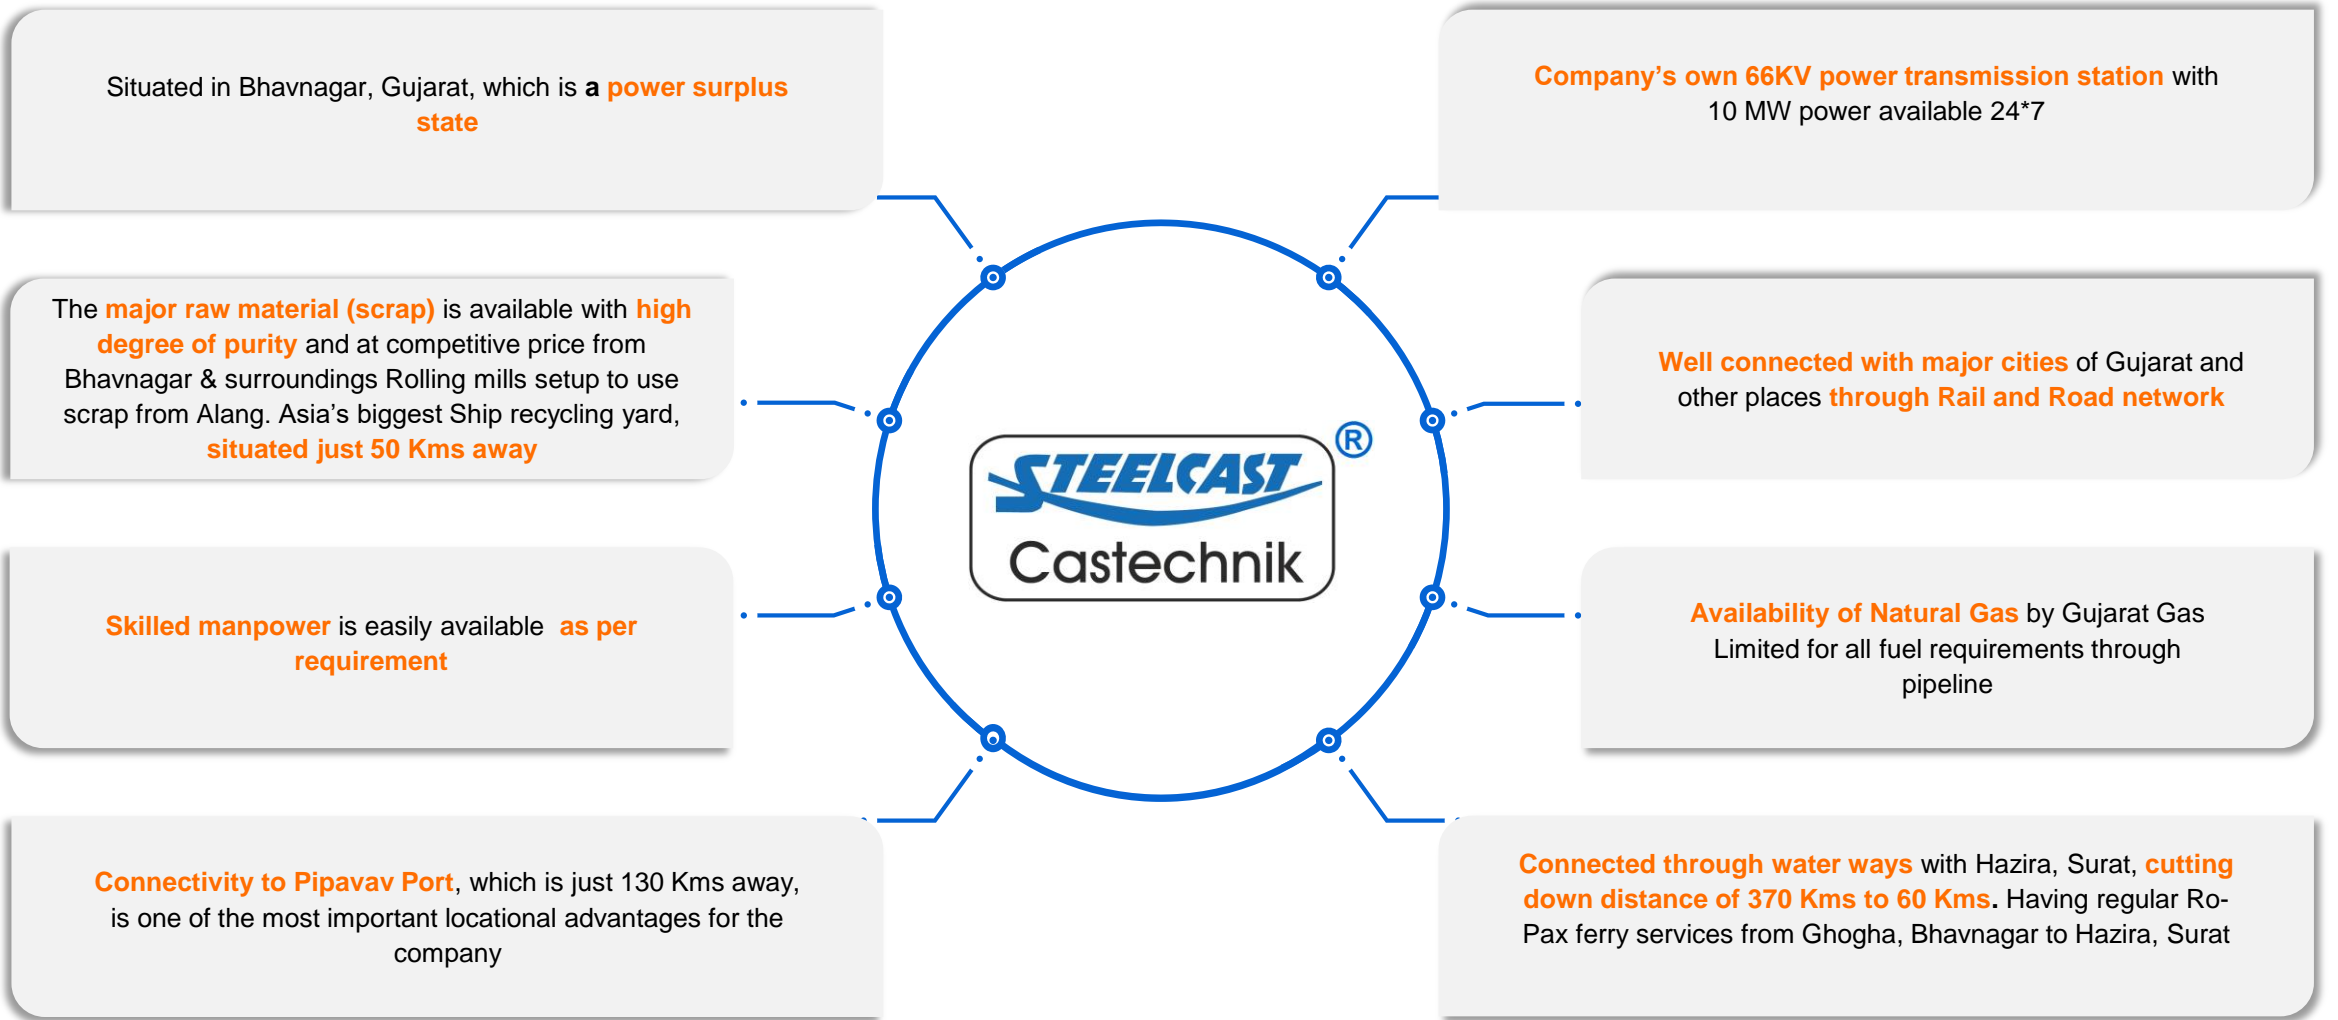 Situated in Bhavnagar, Gujarat, which is a power surplus
state
Company’s own 66KV power transmission station with
10 MW power available 24*7
The major raw material (scrap) is available with high
degree of purity and at competitive price from
Bhavnagar & surroundings Rolling mills setup to use
scrap from Alang. Asia’s biggest Ship recycling yard,
situated just 50 Kms away
Well connected with major cities of Gujarat and
other places through Rail and Road network
STEELCAST ®
Castechnik
Skilled manpower is easily available as per
requirement
Availability of Natural Gas by Gujarat Gas
Limited for all fuel requirements through
pipeline
Connectivity to Pipavav Port, which is just 130 Kms away,
is one of the most important locational advantages for the
company
Connected through water ways with Hazira, Surat, cutting
down distance of 370 Kms to 60 Kms. Having regular Ro-
Pax ferry services from Ghogha, Bhavnagar to Hazira, Surat